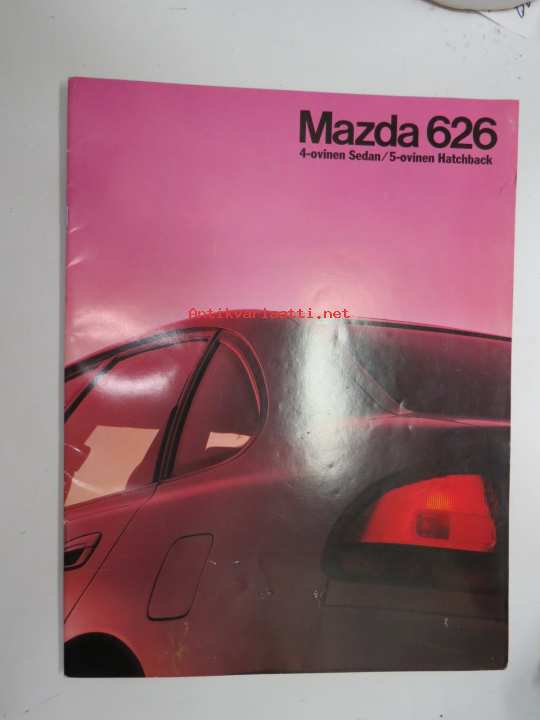 Mazda 626
4-ovinen Sedan/5-ovinen Hatchback
Antikvariaatti.net